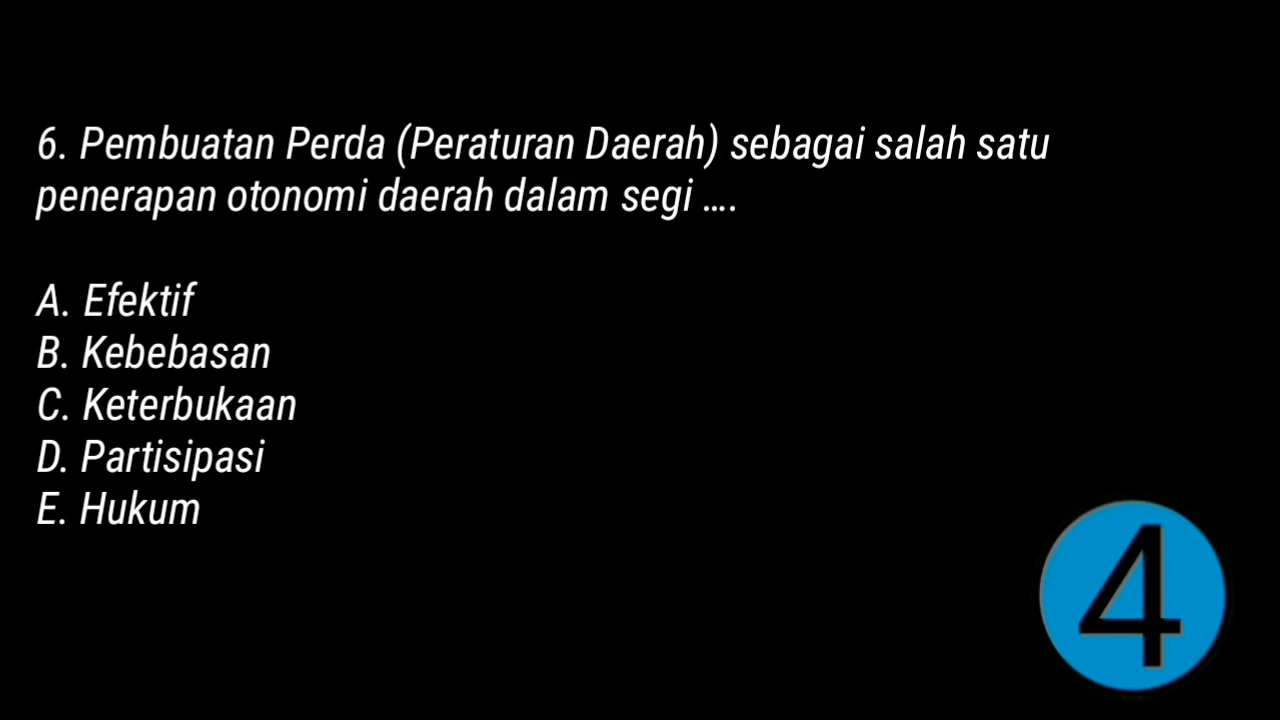 6. Pembuatan Perda (Peraturan Daerah) sebagai salah satu
penerapan otonomi daerah dalam segi ....
A. Efektif
B. Kebebasan
C. Keterbukaan
D. Partisipasi
E. Hukum
4